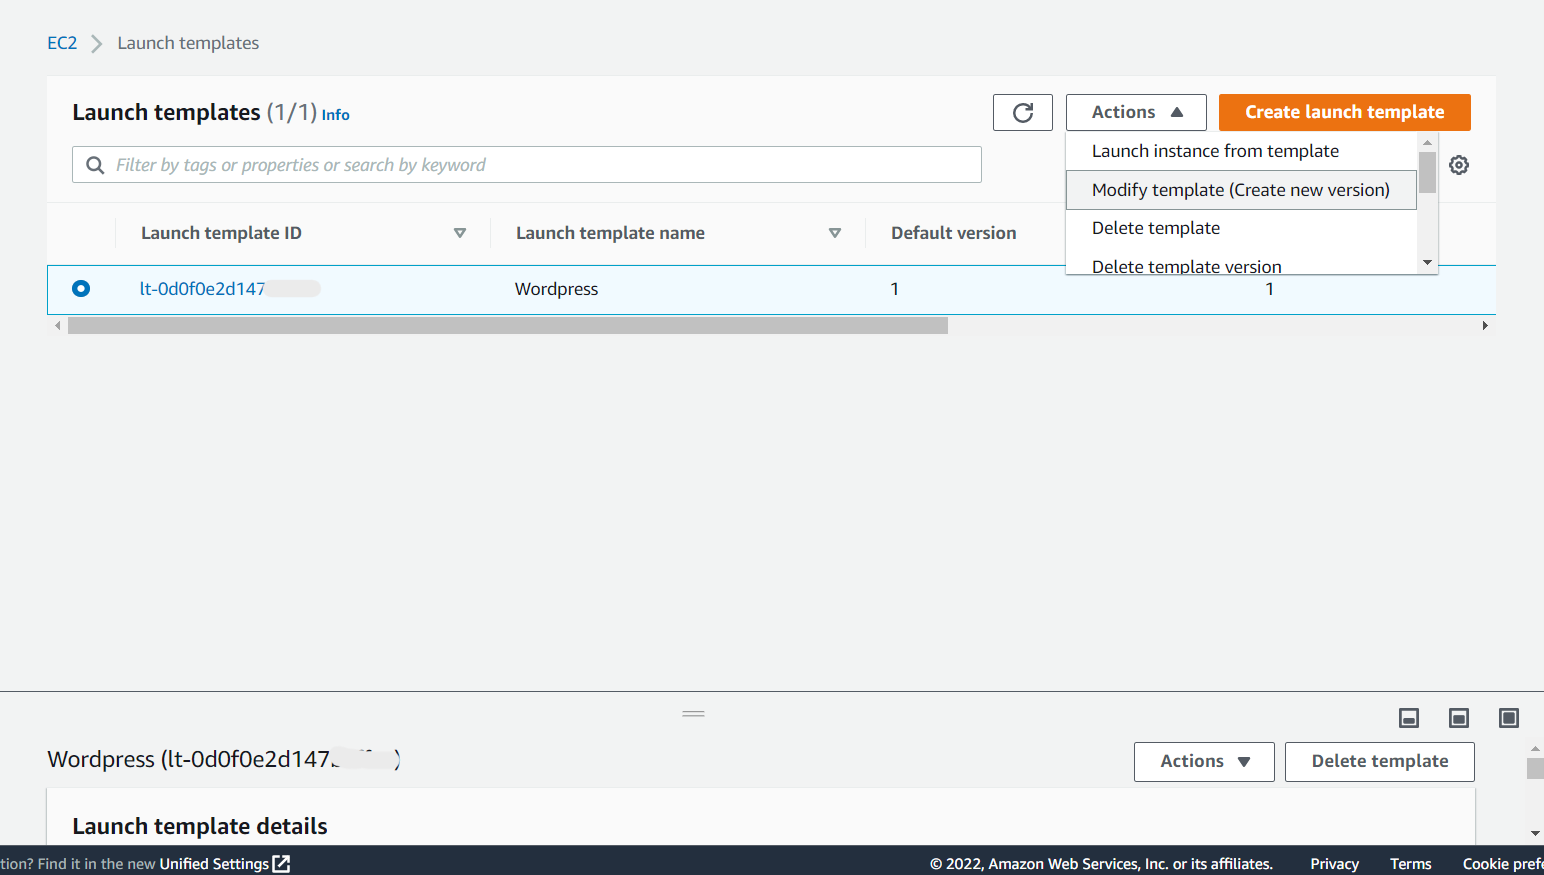 EC2 Launch templates
Launch templates (1/1) Info
Actions
Create launch template
Filter by tags or properties or search by keyword
Launch instance from template
Modify template (Create new version)
Delete template
Delete template version
Launch template ID Launch template name Default version
lt-0d0f0e2d147 Wordpress 1 1
Wordpress (lt-0d0f0e2d147 )
Actions
Delete template
Launch template details
tion? Find it in the new Unified Settings © 2022, Amazon Web Services, Inc. or its affiliates. Privacy Terms Cookie prefe